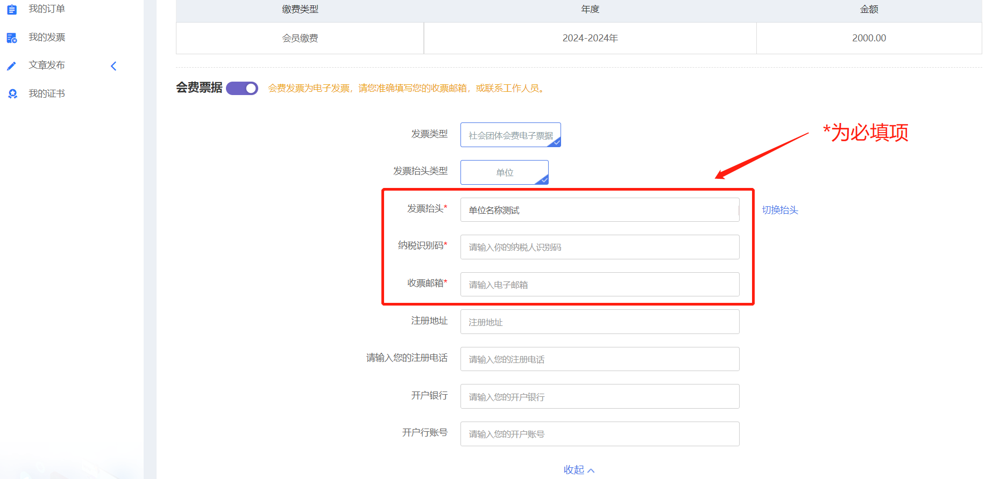 我的订单
我的发票
文章发布
我的证书
缴费类型 年度 金额
会员缴费 2024-2024年 2000.00
会费票据 会费发票为电子发票，请您准确填写您的收票邮箱，或联系工作人员。
*为必填项
发票类型 社会团体会费电子票据
发票抬头类型 单位
发票抬头* 单位名称测试 切换抬头
纳税识别码* 请输入你的纳税人识别码
收票邮箱* 请输入电子邮箱
注册地址 注册地址
请输入您的注册电话 请输入您的注册电话
开户银行 请输入您的开户银行
开户行账号 请输入您的开户账号
收起